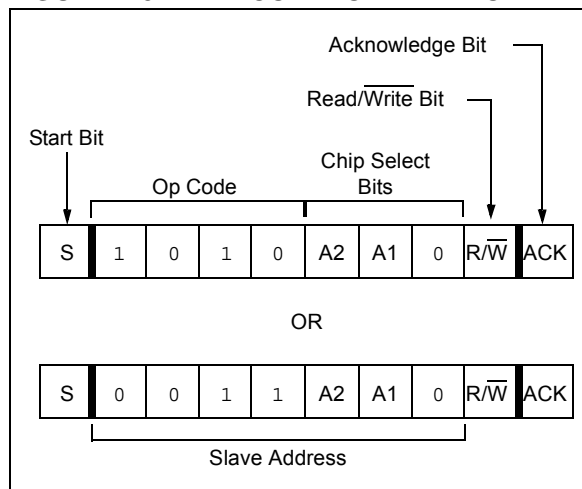 Acknowledge Bit
Read/Write Bit
Start Bit
Chip Select
Bits
Op Code
S 1 0 1 0 A2 A1 0 R/W ACK
OR
S 0 0 1 1 A2 A1 0 R/W ACK
Slave Address